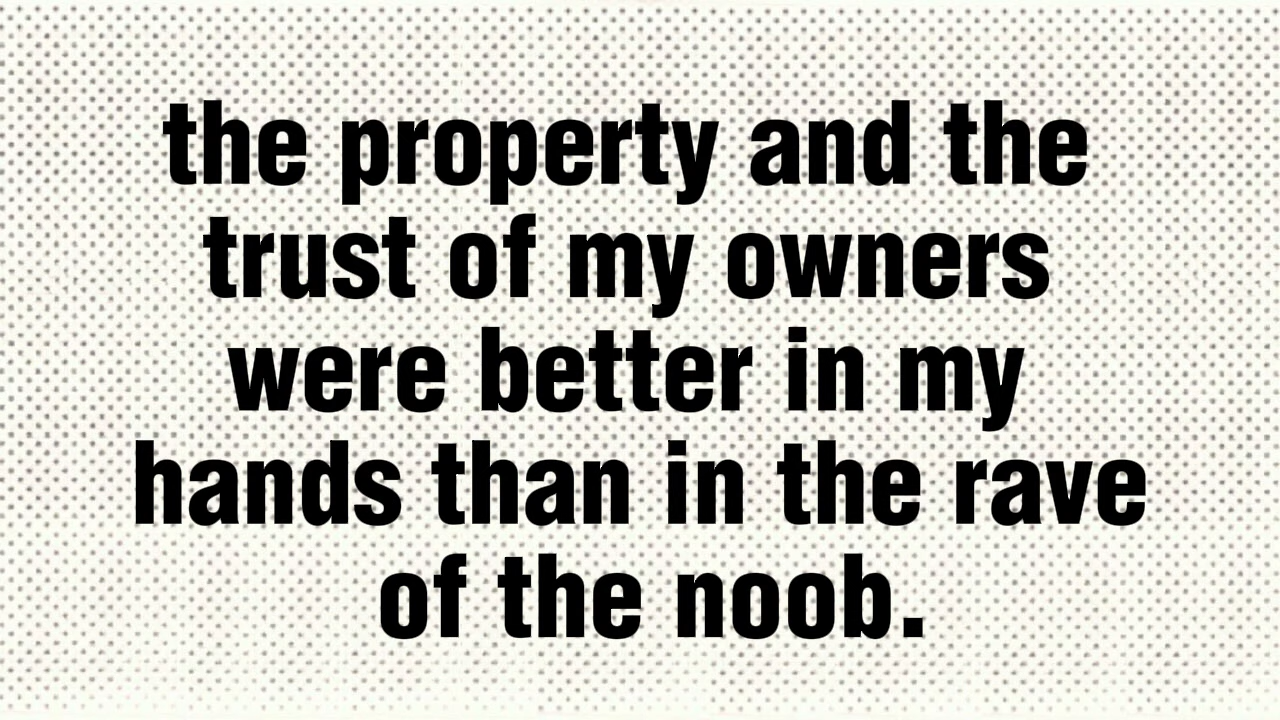 the property and the
trust of my owners
were better in my
hands than in the rave
of the noob.